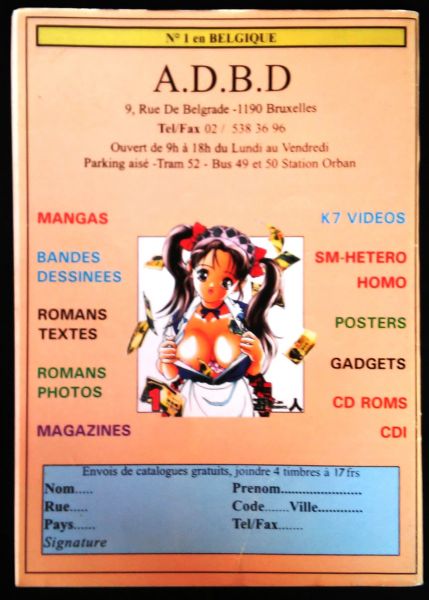 N° 1 en BELGIQUE
A.D.B.D
9, Rue De Belgrade -1190 Bruxelles
Tel/Fax 02 / 538 36 96
Ouvert de 9h à 18h du Lundi au Vendredi
Parking aisé -Tram 52 - Bus 49 et 50 Station Orban
MANGAS
BANDES
DESSINEES
ROMANS
TEXTES
ROMANS
PHOTOS
MAGAZINES
K7 VIDEOS
SM-HETERO
HOMO
POSTERS
GADGETS
CD ROMS
CDI
1
Envois de catalogues gratuits, joindre 4 timbres à 17 frs
Nom..... Prenom........................
Rue..... Code.......Ville.............
Pays...... Tel/Fax.......
Signature